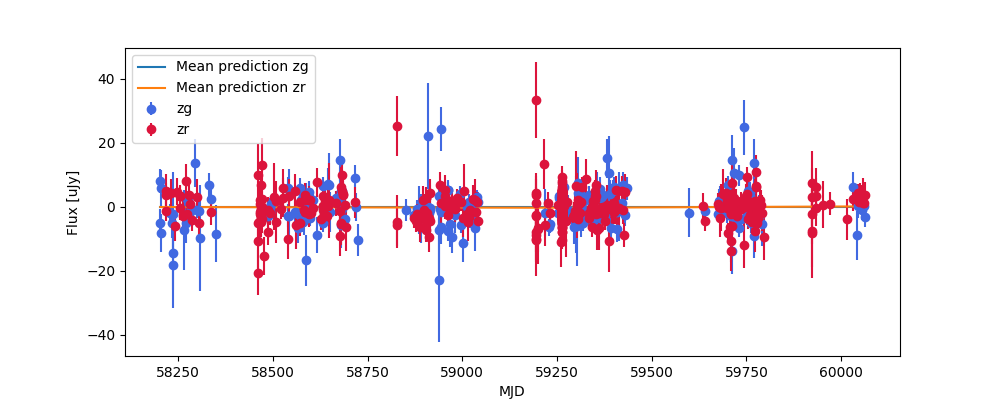 Mean prediction zg
Mean prediction zr
zg
zr
Flux [uJy]
40
20
0
−20
−40
58250
58500
58750
59000
59250
59500
59750
60000
MJD